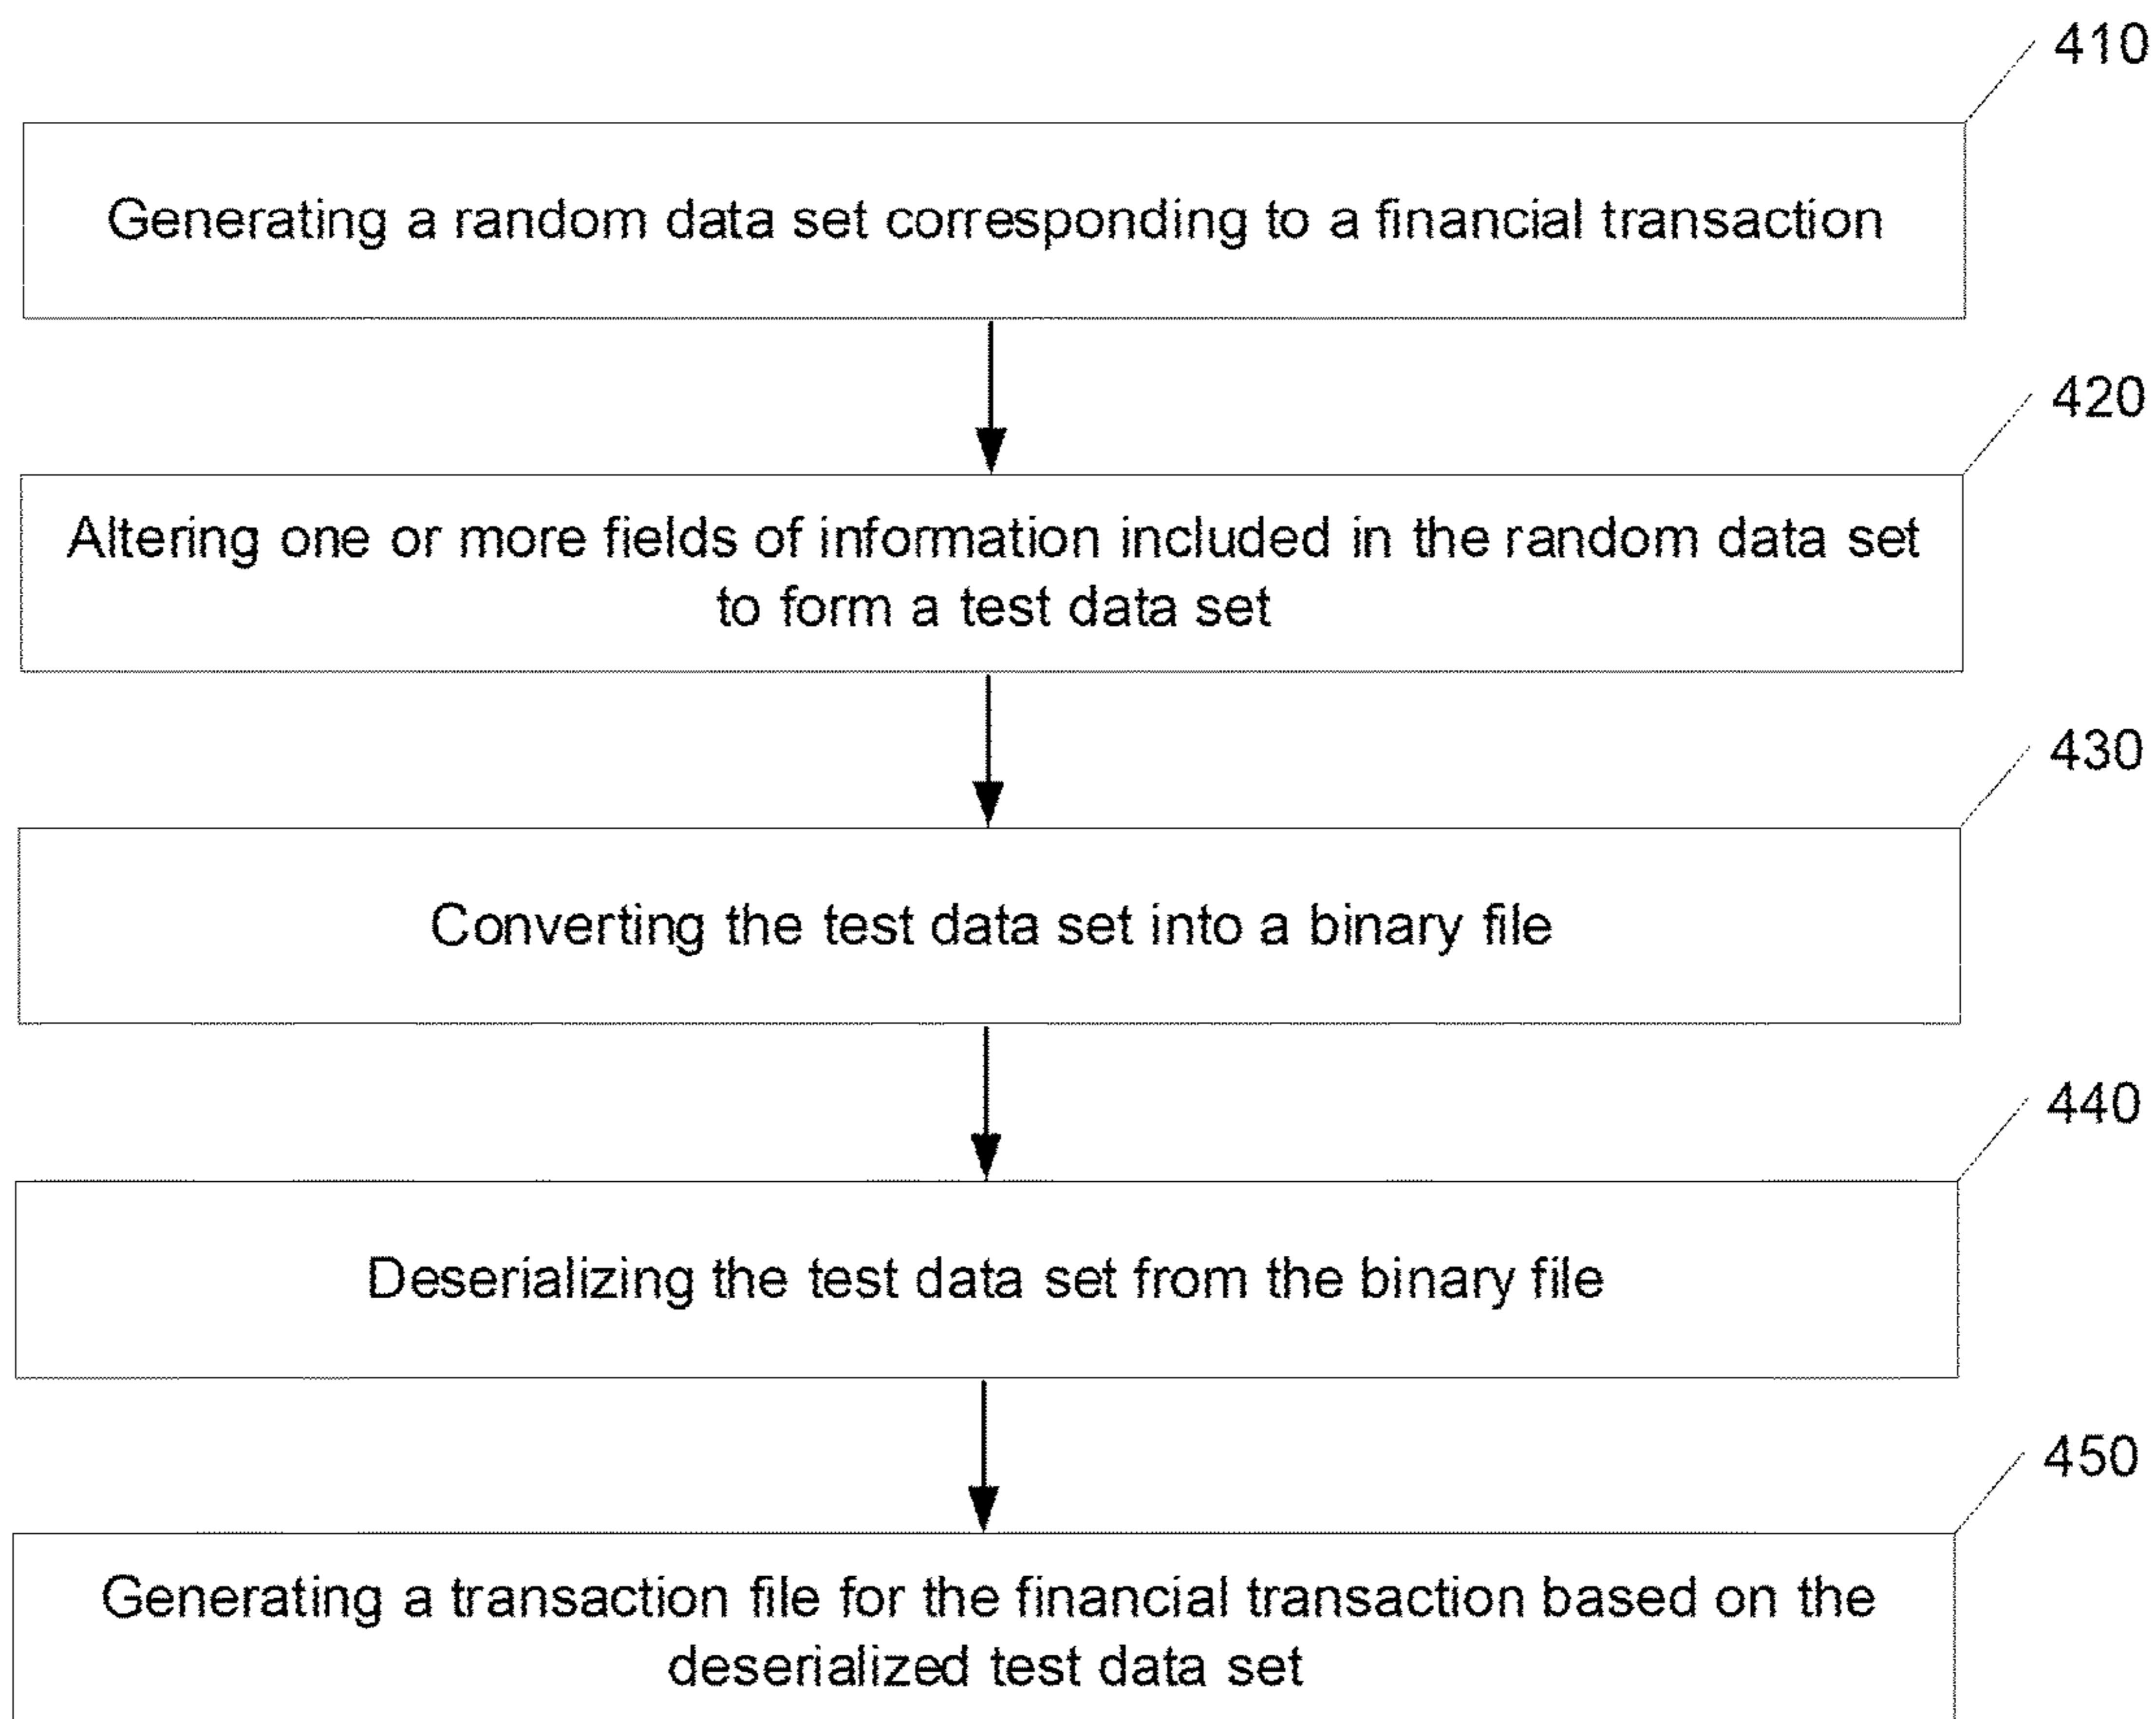 410
Generating a random data set corresponding to a financial transaction
420
Altering one or more fields of information included in the random data set
to form a test data set
430
Converting the test data set into a binary file
440
Deserializing the test data set from the binary file
450
Generating a transaction file for the financial transaction based on the
deserialized test data set